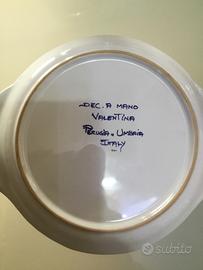 DEC. A MANO
VALENTINA
PERUGIA. UMBRIA
ITALY
subito